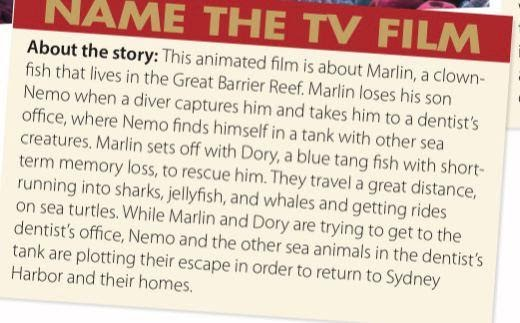 NAME THE TV FILM
About the story: This animated film is about Marlin, a clown-
fish that lives in the Great Barrier Reef. Marlin loses his son
Nemo when a diver captures him and takes him to a dentist's
office, where Nemo finds himself in a tank with other sea
creatures. Marlin sets off with Dory, a blue tang fish with short-
term memory loss, to rescue him. They travel a great distance,
running into sharks, jellyfish, and whales and getting rides
on sea turtles. While Marlin and Dory are trying to get to the
dentist's office, Nemo and the other sea animals in the dentist's
tank are plotting their escape in order to return to Sydney
Harbor and their homes.